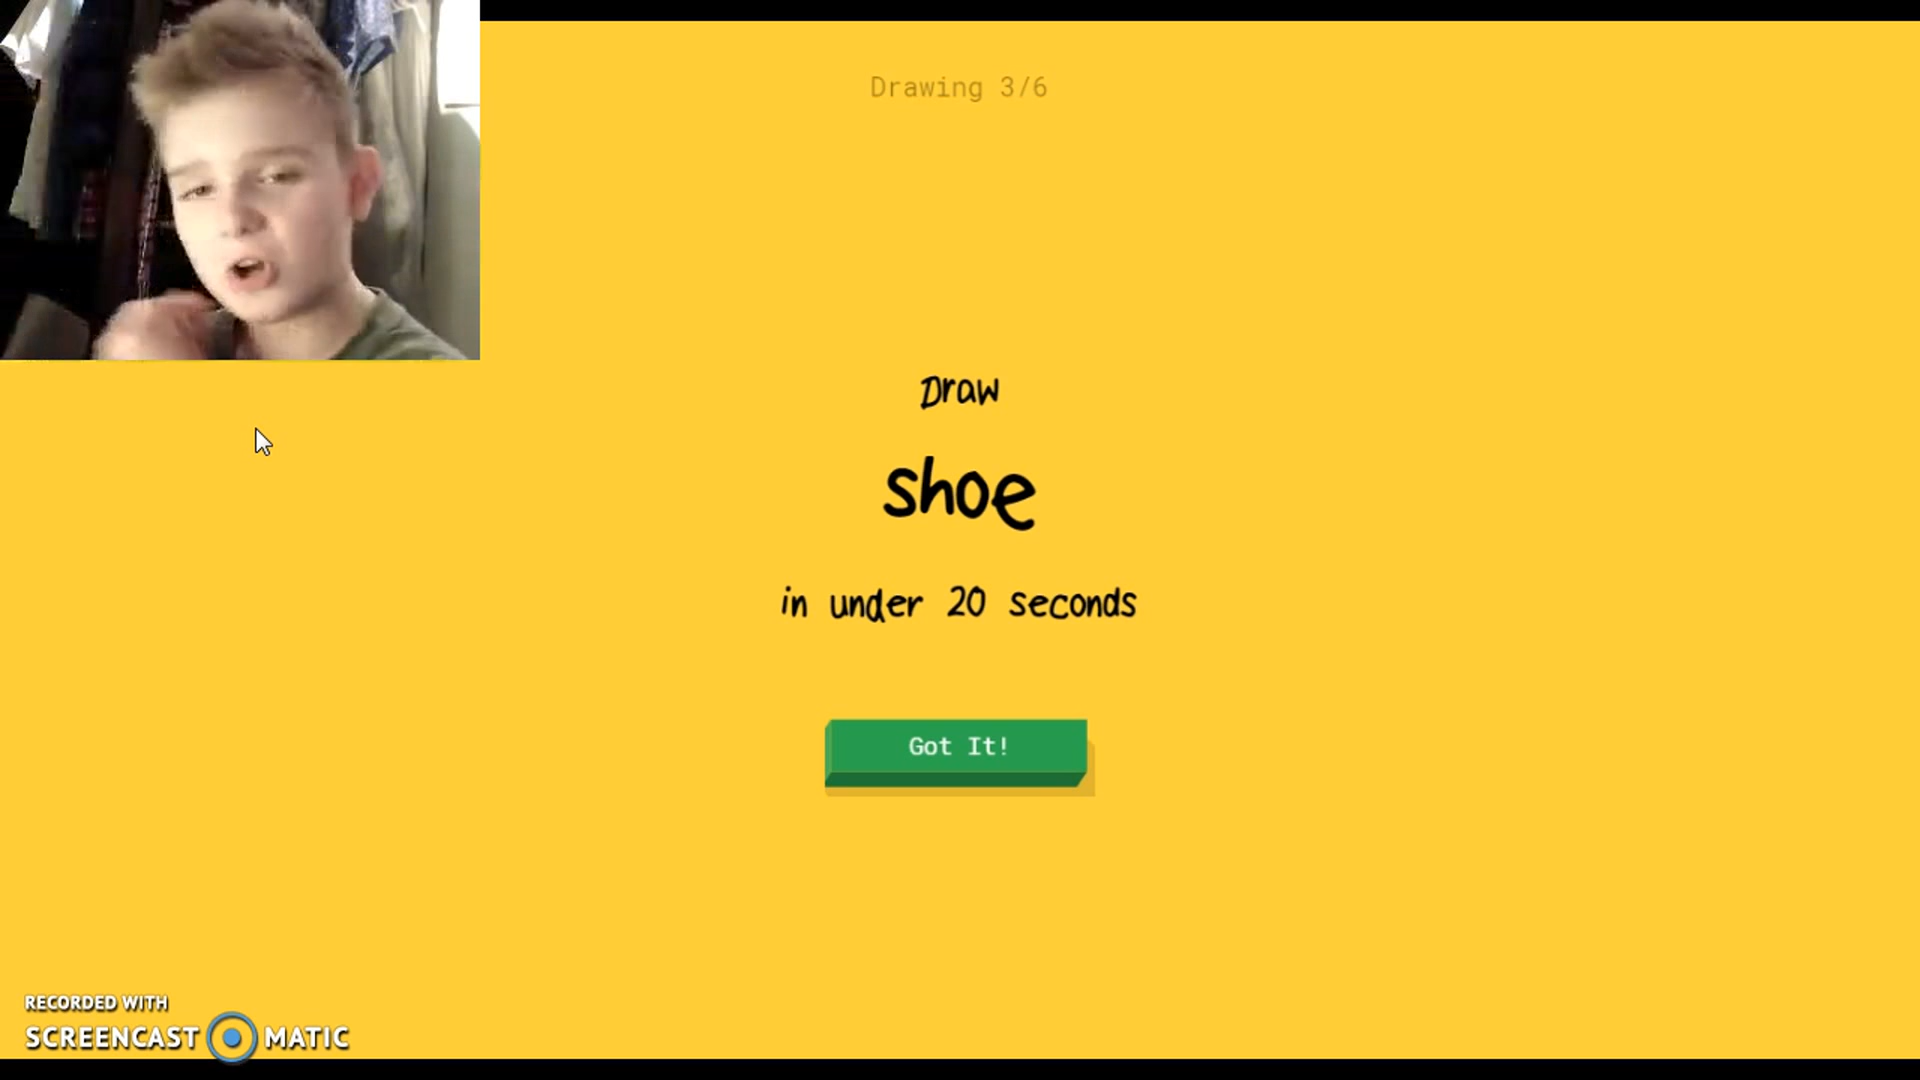 Drawing 3/6
Draw
shoe
in under 20 seconds
Got It!
RECORDED WITH
SCREENCAST MATIC